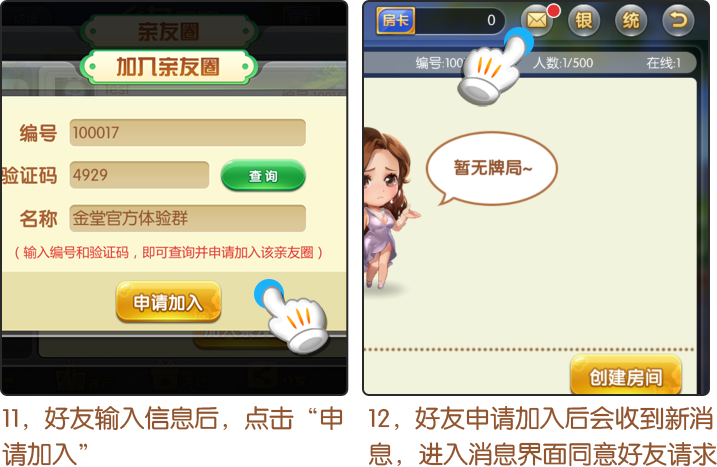 亲友圈
加入亲友圈
编号 100017
验证码 4929 查询
名称 金堂官方体验群
（输入编号和验证码，即可查询并申请加入该亲友圈）
申请加入
11，好友输入信息后，点击“申
请加入”
房卡 0 银 统
编号:100 人数:1/500 在线:1
暂无牌局~
创建房间
12，好友申请加入后会收到新消
息，进入消息界面同意好友请求